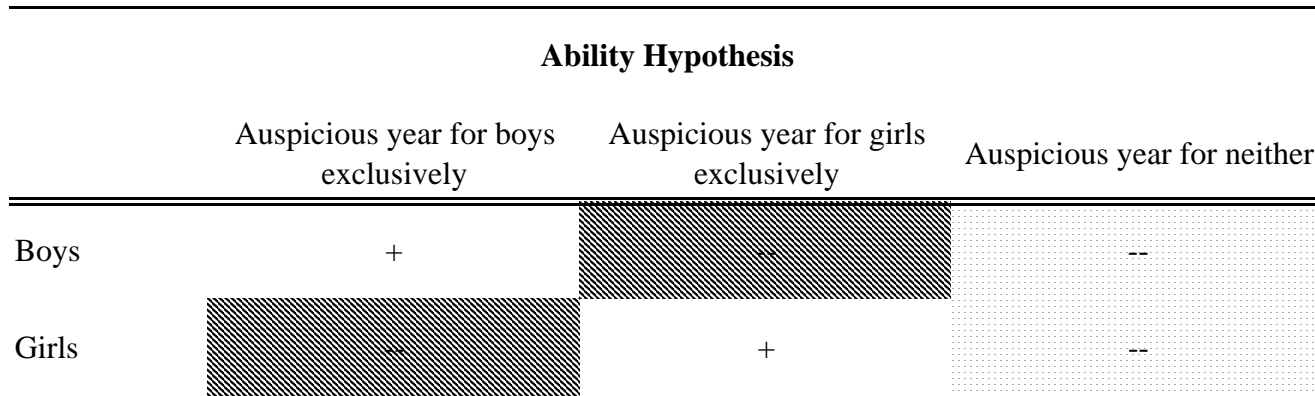 Ability Hypothesis
Auspicious year for boys
exclusively
Auspicious year for girls
exclusively
Auspicious year for neither
Boys + -- --
Girls -- + --